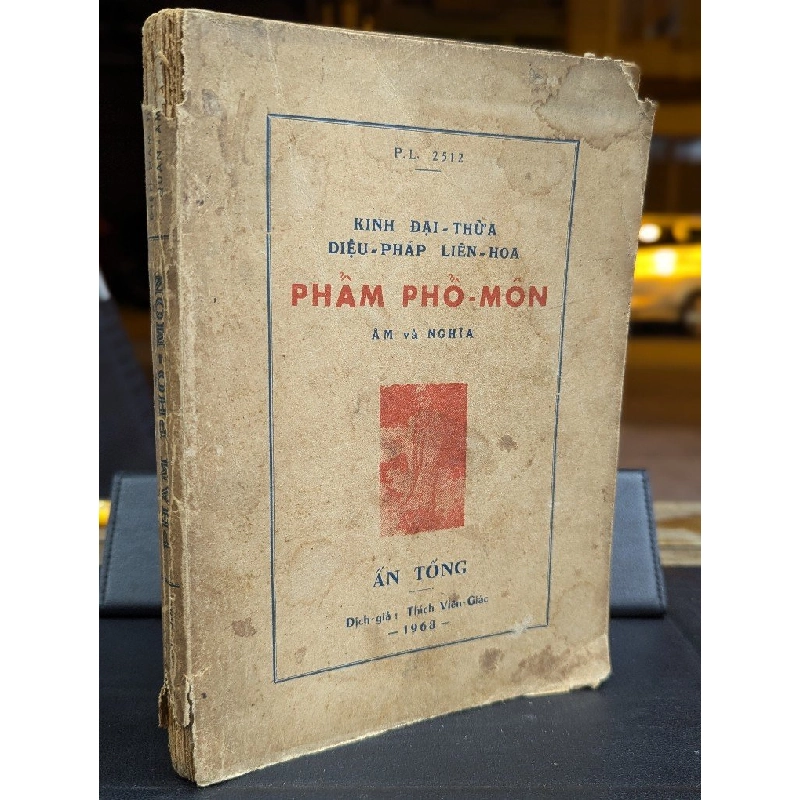 P.L. 2512
KINH ĐẠI-THỪA
DIỆU-PHÁP LIÊN-HOA
PHẨM PHỔ-MÔN
ÂM và NGHĨA
ẤN TỐNG
Dịch-giả: Thích Viên-Giác
- 1968 -